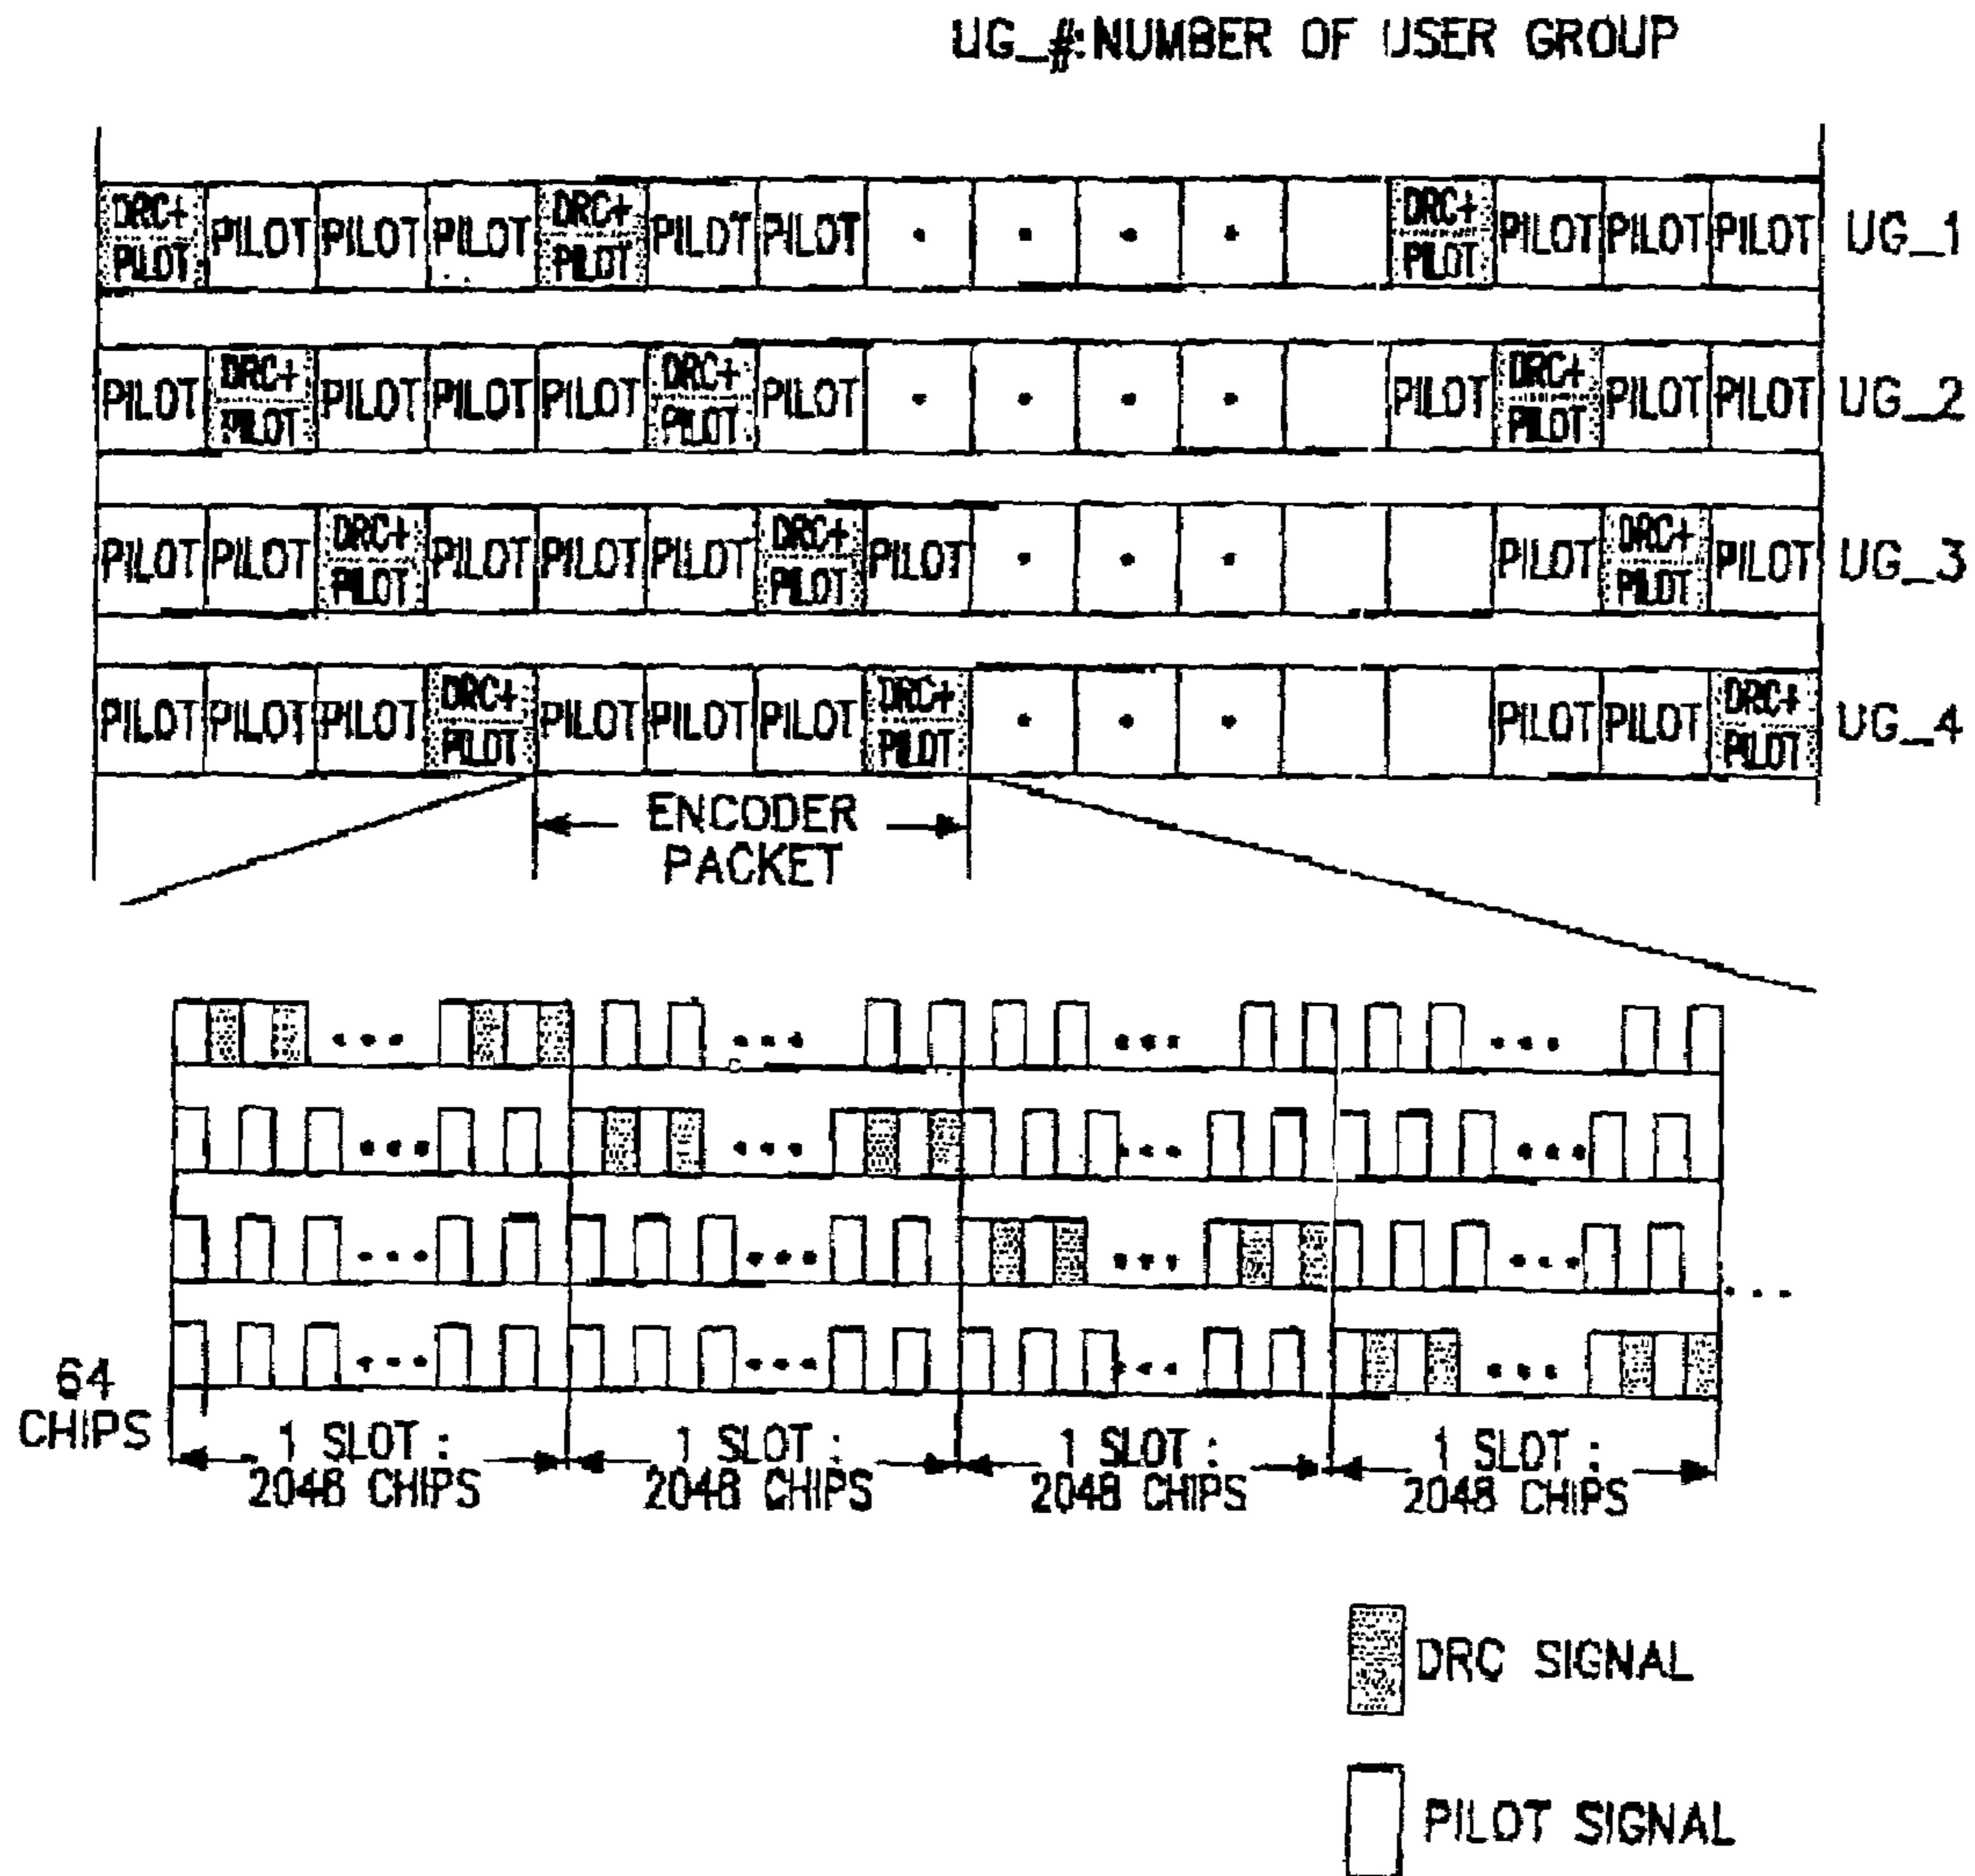 UG_#:NUMBER OF USER GROUP
DRC+ PILOT PILOT PILOT PILOT DRC+ PILOT PILOT PILOT . . . . DRC+ PILOT PILOT PILOT PILOT UG_1
PILOT DRC+ PILOT PILOT PILOT PILOT DRC+ PILOT PILOT . . . . PILOT DRC+ PILOT PILOT PILOT UG_2
PILOT PILOT DRC+ PILOT PILOT PILOT PILOT DRC+ PILOT PILOT . . . PILOT DRC+ PILOT PILOT UG_3
PILOT PILOT PILOT DRC+ PILOT PILOT PILOT PILOT DRC+ PILOT . . . PILOT PILOT DRC+ PILOT UG_4
ENCODER
PACKET
... ... ... ...
... ... ... ...
... ... ... ... ...
... ... ... ...
64
CHIPS
1 SLOT : 1 SLOT : 1 SLOT : 1 SLOT :
2048 CHIPS 2048 CHIPS 2048 CHIPS 2048 CHIPS
DRC SIGNAL
PILOT SIGNAL